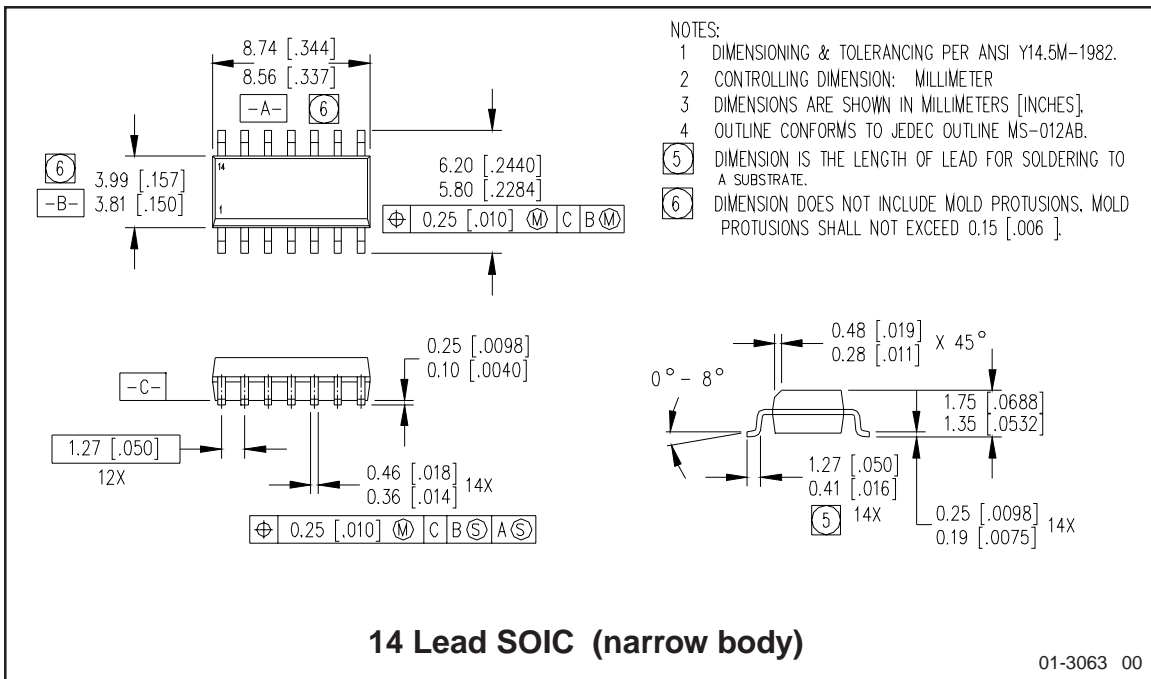 8.74 [.344]
8.56 [.337]
-A- 6
14
1
6
3.99 [.157]
-B- 3.81 [.150]
6.20 [.2440]
5.80 [.2284]
⌖ 0.25 [.010] Ⓜ C B Ⓜ
NOTES:
1 DIMENSIONING & TOLERANCING PER ANSI Y14.5M-1982.
2 CONTROLLING DIMENSION: MILLIMETER
3 DIMENSIONS ARE SHOWN IN MILLIMETERS [INCHES].
4 OUTLINE CONFORMS TO JEDEC OUTLINE MS-012AB.
5 DIMENSION IS THE LENGTH OF LEAD FOR SOLDERING TO
A SUBSTRATE.
6 DIMENSION DOES NOT INCLUDE MOLD PROTUSIONS. MOLD
PROTUSIONS SHALL NOT EXCEED 0.15 [.006 ].
-C-
0.25 [.0098]
0.10 [.0040]
1.27 [.050]
12X
0.46 [.018]
0.36 [.014] 14X
⌖ 0.25 [.010] Ⓜ C B Ⓢ A Ⓢ
0.48 [.019]
0.28 [.011] X 45°
0° - 8°
1.75 [.0688]
1.35 [.0532]
1.27 [.050]
0.41 [.016]
5 14X
0.25 [.0098]
0.19 [.0075] 14X
14 Lead SOIC (narrow body)
01-3063 00